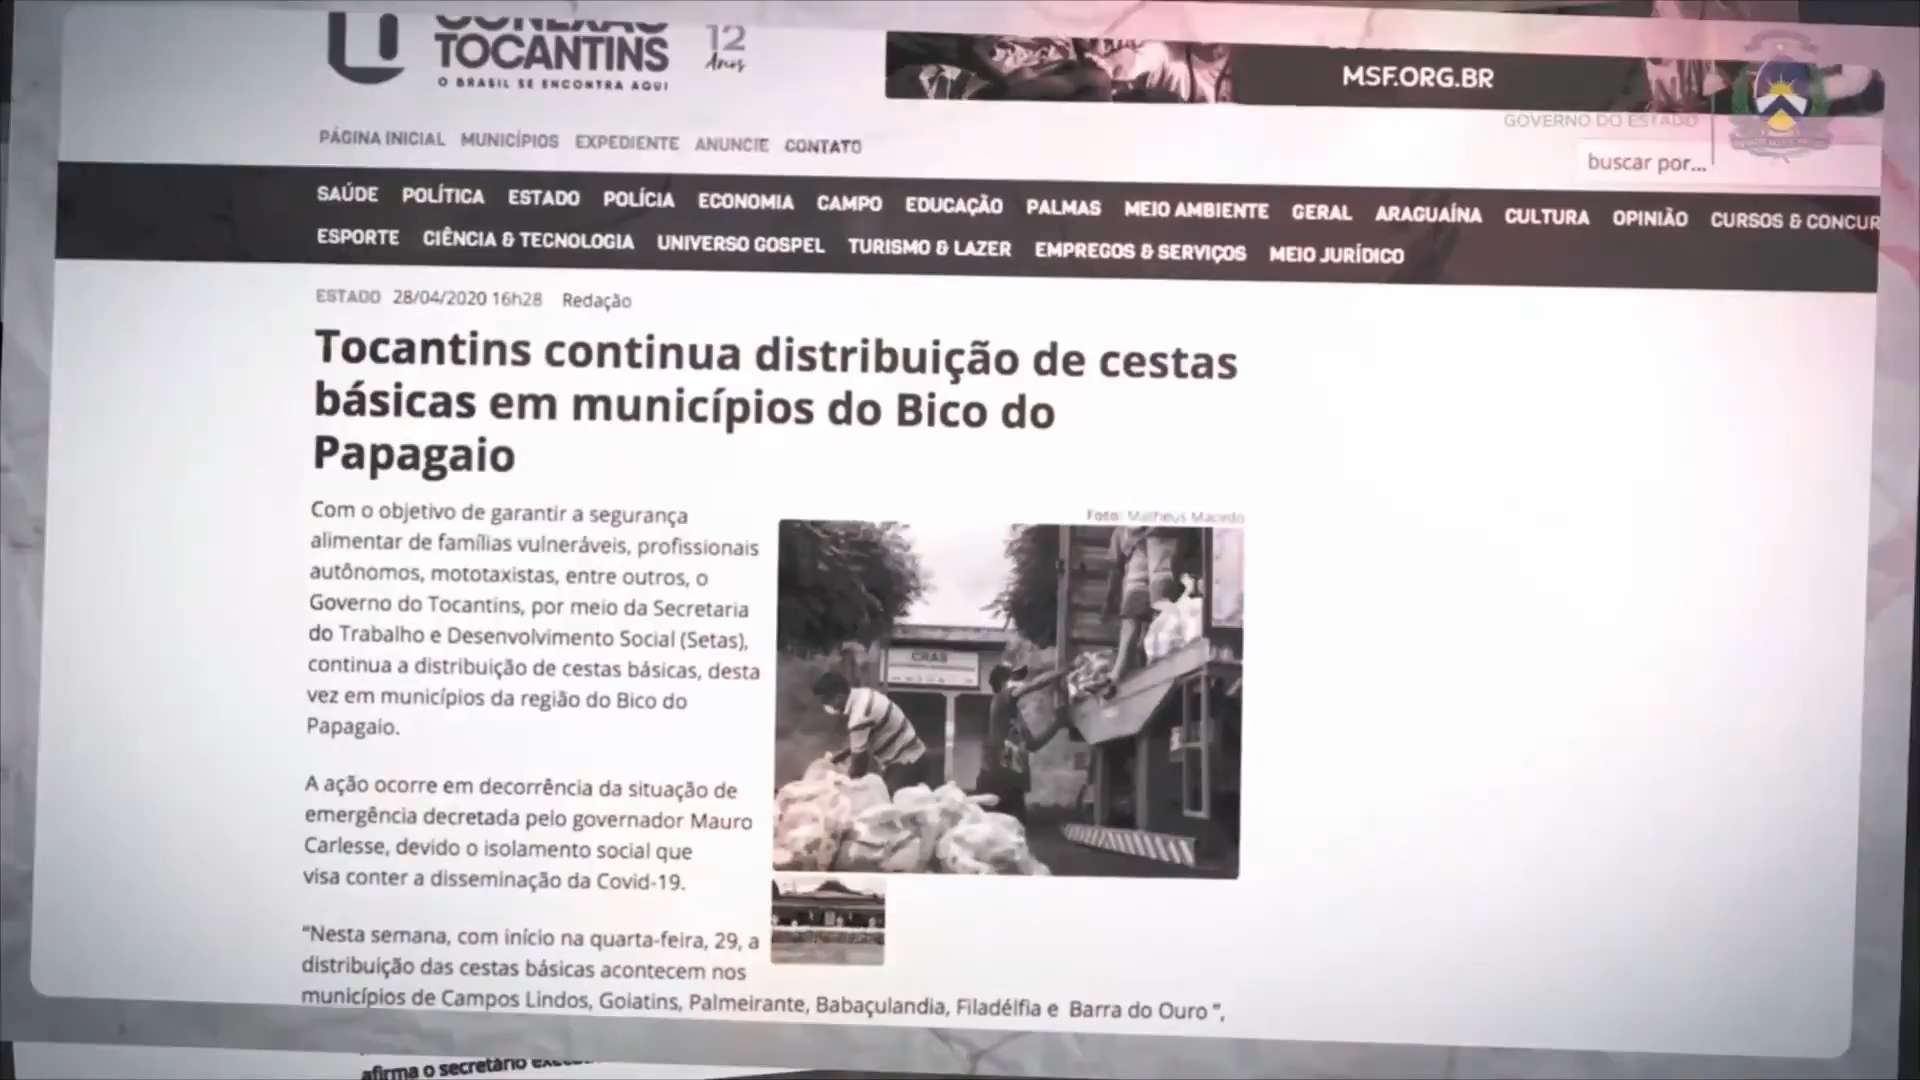 CONEXÃO
TOCANTINS
O BRASIL SE ENCONTRA AQUI
12
Anos
MSF.ORG.BR
GOVERNO DO ESTADO
PÁGINA INICIAL MUNICÍPIOS EXPEDIENTE ANUNCIE CONTATO
buscar por...
SAÚDE POLÍTICA ESTADO POLÍCIA ECONOMIA CAMPO EDUCAÇÃO PALMAS MEIO AMBIENTE GERAL ARAGUAÍNA CULTURA OPINIÃO CURSOS & CONCUR
ESPORTE CIÊNCIA & TECNOLOGIA UNIVERSO GOSPEL TURISMO & LAZER EMPREGOS & SERVIÇOS MEIO JURÍDICO
ESTADO 28/04/2020 16h28 Redação
Tocantins continua distribuição de cestas
básicas em municípios do Bico do
Papagaio
Foto: Matheus Macedo
Com o objetivo de garantir a segurança
alimentar de famílias vulneráveis, profissionais
autônomos, mototaxistas, entre outros, o
Governo do Tocantins, por meio da Secretaria
do Trabalho e Desenvolvimento Social (Setas),
continua a distribuição de cestas básicas, desta
vez em municípios da região do Bico do
Papagaio.
CRAS
A ação ocorre em decorrência da situação de
emergência decretada pelo governador Mauro
Carlesse, devido o isolamento social que
visa conter a disseminação da Covid-19.
“Nesta semana, com início na quarta-feira, 29, a
distribuição das cestas básicas acontecem nos
municípios de Campos Lindos, Goiatins, Palmeirante, Babaçulandia, Filadélfia e Barra do Ouro ”,
afirma o secretário